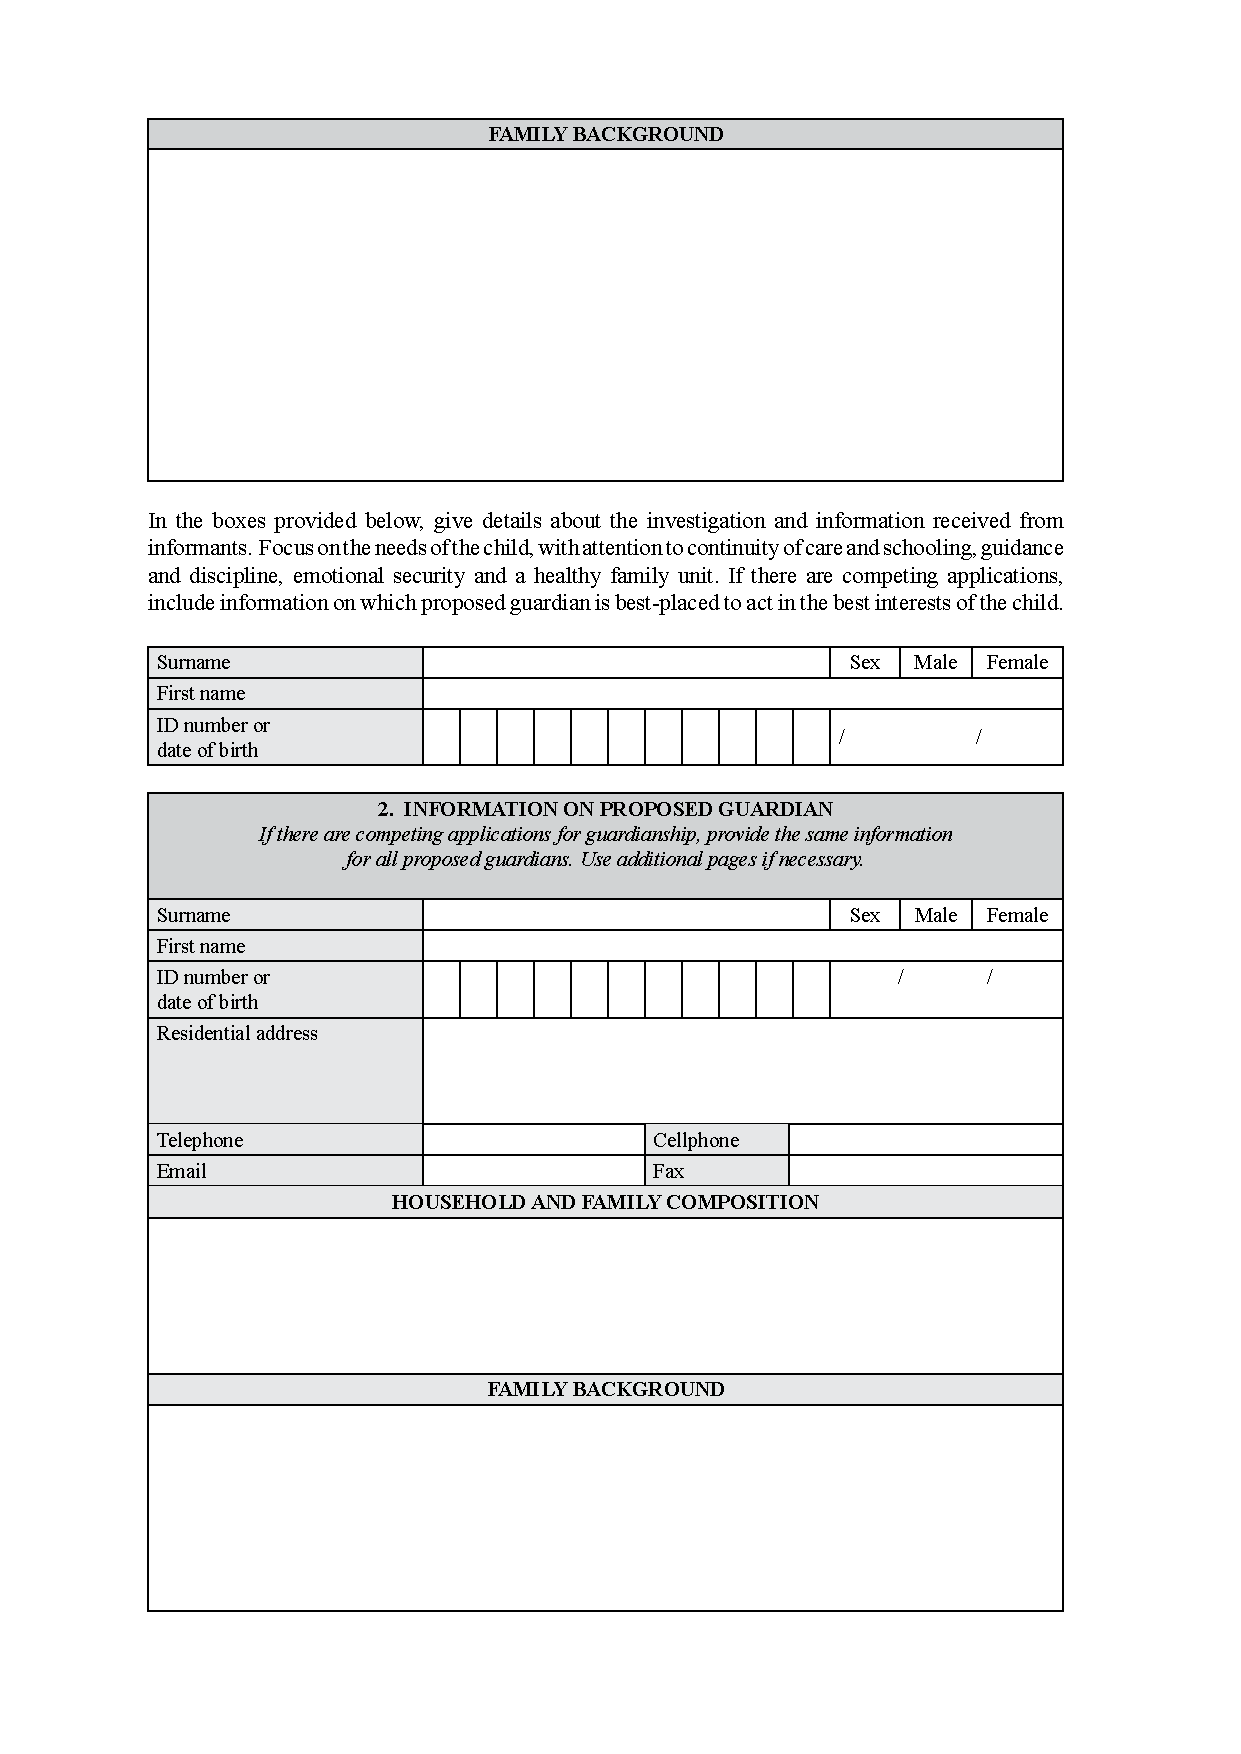 FAMILY BACKGROUND
In the boxes provided below, give details about the investigation and information received from
informants. Focus on the needs of the child, with attention to continuity of care and schooling, guidance
and discipline, emotional security and a healthy family unit. If there are competing applications,
include information on which proposed guardian is best-placed to act in the best interests of the child.
Surname Sex Male Female
First name
ID number or
date of birth / /
2. INFORMATION ON PROPOSED GUARDIAN
If there are competing applications for guardianship, provide the same information
for all proposed guardians. Use additional pages if necessary.
Surname Sex Male Female
First name
ID number or / /
date of birth
Residential address
Telephone Cellphone
Email Fax
HOUSEHOLD AND FAMILY COMPOSITION
FAMILY BACKGROUND